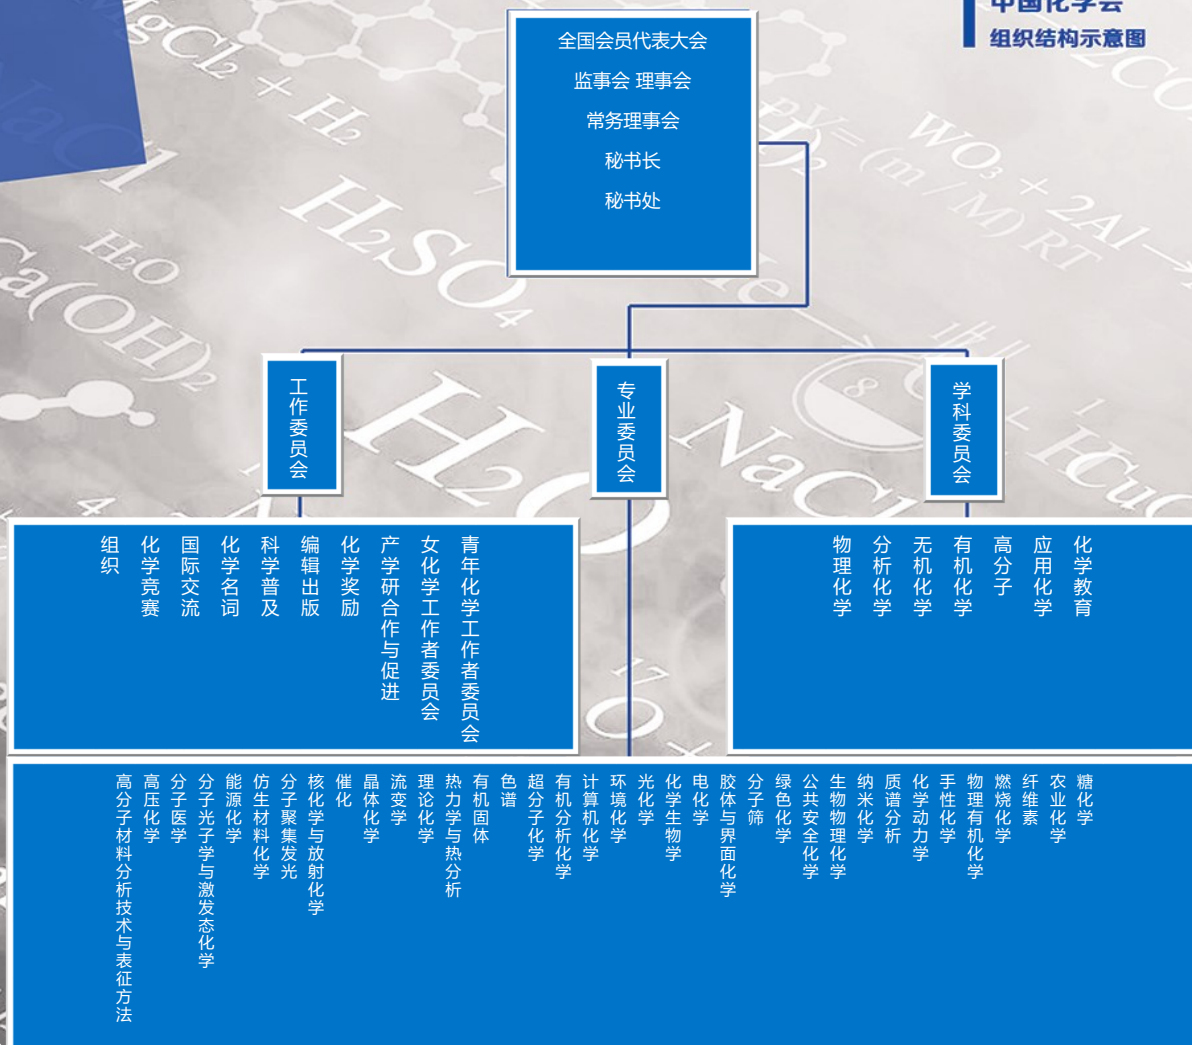 中国化学会
组织结构示意图
全国会员代表大会
监事会 理事会
常务理事会
秘书长
秘书处
MgCl₂ + H₂
H₂SO₄
H₂O
Ca(OH)₂
pV = (m/M) RT
WO₃ + 2Al →
H₂O
NaCl
工作委员会
专业委员会
学科委员会
组织
化学竞赛
国际交流
化学名词
科学普及
编辑出版
化学奖励
产学研合作与促进
女化学工作者委员会
青年化学工作者委员会
物理化学
分析化学
无机化学
有机化学
高分子
应用化学
化学教育
高分子材料分析技术与表征方法
高压化学
分子医学
分子光子学与激发态化学
能源化学
仿生材料化学
分子聚集发光
核化学与放射化学
催化
晶体化学
流变学
理论化学
热力学与热分析
有机固体
色谱
超分子化学
有机分析化学
计算机化学
环境化学
光化学
化学生物学
电化学
胶体与界面化学
分子筛
绿色化学
公共安全化学
生物物理化学
纳米化学
质谱分析
化学动力学
手性化学
物理有机化学
燃烧化学
纤维素
农业化学
糖化学